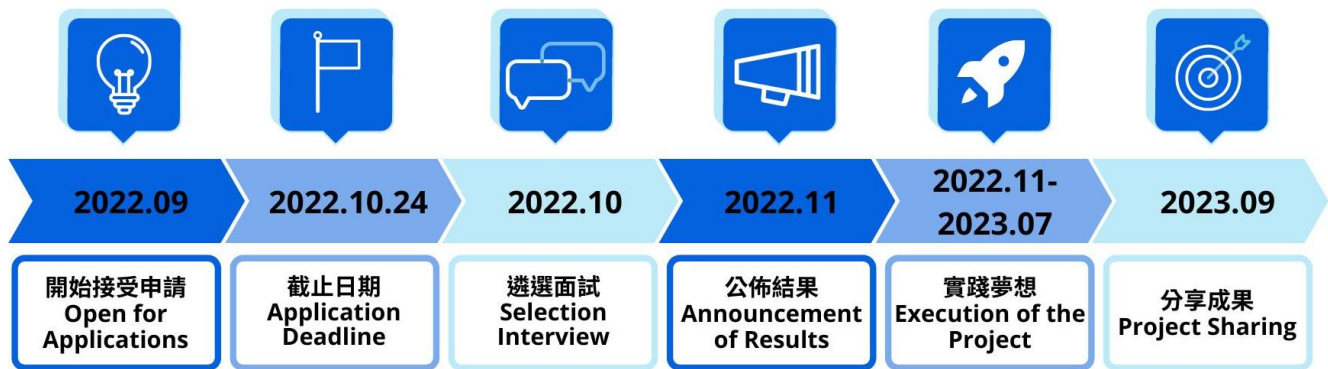 2022.09
2022.10.24
2022.10
2022.11
2022.11-
2023.07
2023.09
開始接受申請
Open for
Applications
截止日期
Application
Deadline
遴選面試
Selection
Interview
公佈結果
Announcement
of Results
實踐夢想
Execution of the
Project
分享成果
Project Sharing